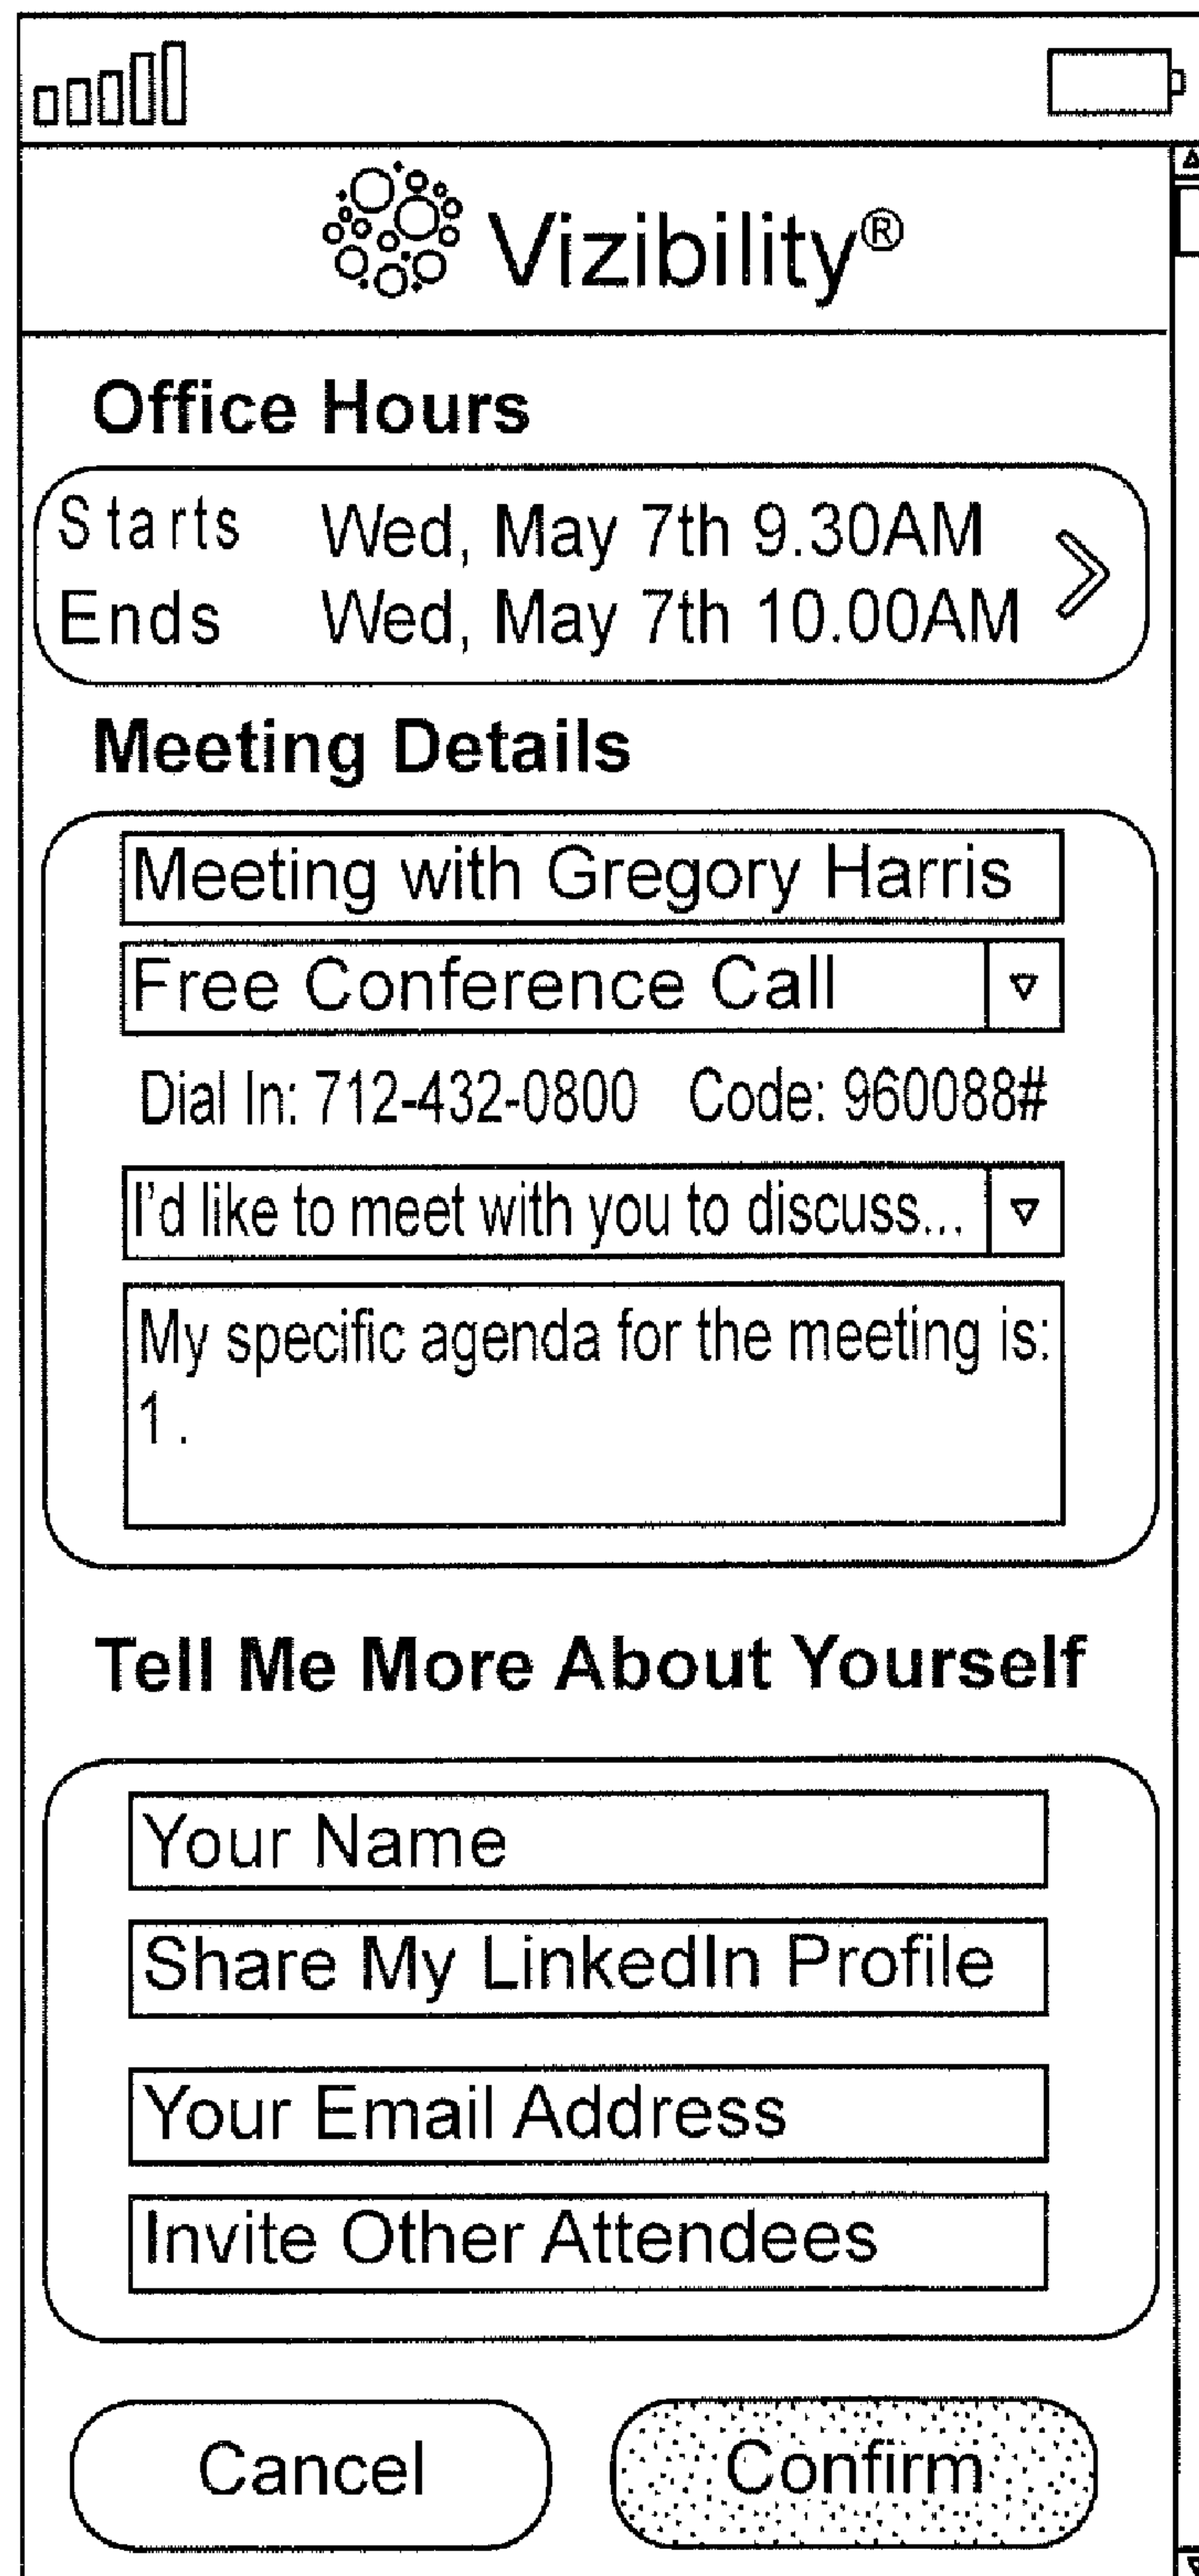 Vizibility®
Office Hours
Starts Wed, May 7th 9.30AM
Ends Wed, May 7th 10.00AM
Meeting Details
Meeting with Gregory Harris
Free Conference Call
Dial In: 712-432-0800 Code: 960088#
I'd like to meet with you to discuss...
My specific agenda for the meeting is:
1.
Tell Me More About Yourself
Your Name
Share My LinkedIn Profile
Your Email Address
Invite Other Attendees
Cancel Confirm